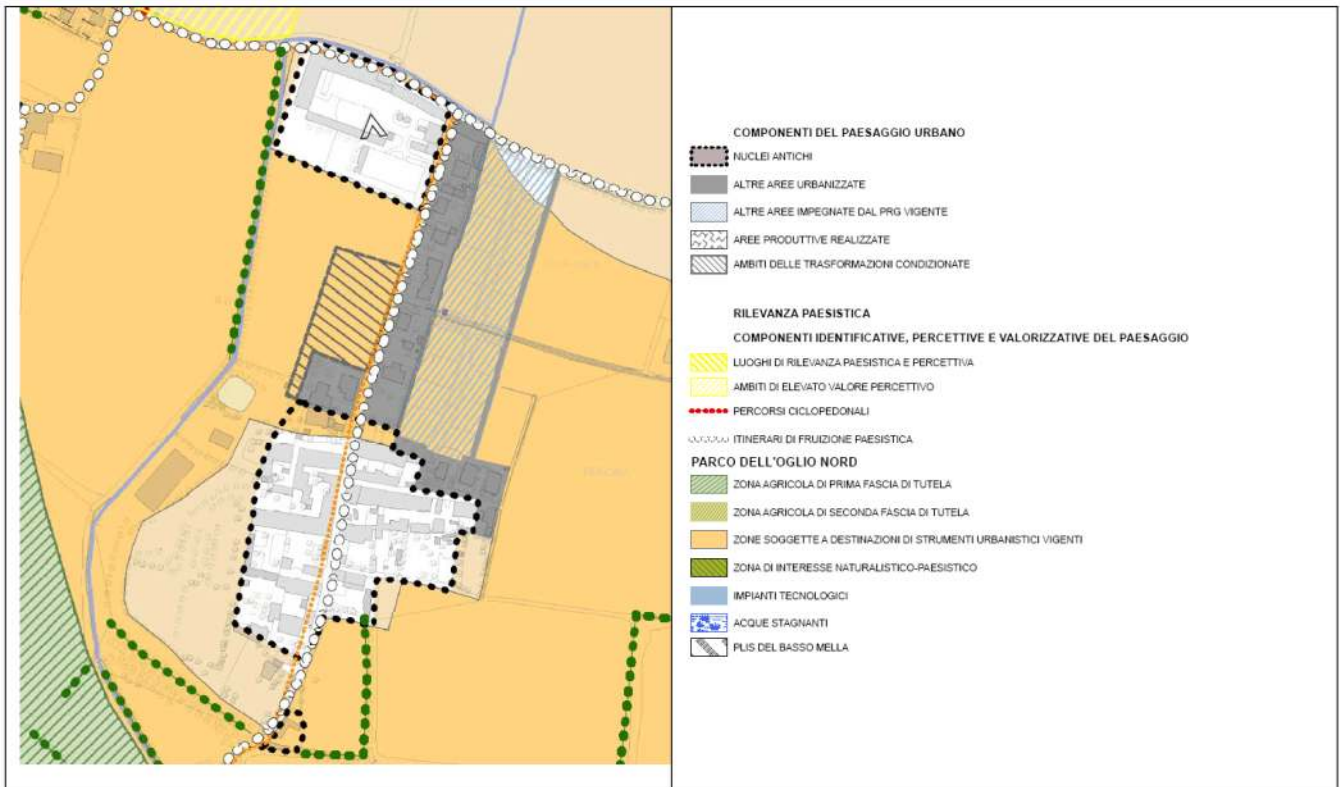 COMPONENTI DEL PAESAGGIO URBANO
NUCLEI ANTICHI
ALTRE AREE URBANIZZATE
ALTRE AREE IMPEGNATE DAL PRG VIGENTE
AREE PRODUTTIVE REALIZZATE
AMBITI DELLE TRASFORMAZIONI CONDIZIONATE
RILEVANZA PAESISTICA
COMPONENTI IDENTIFICATIVE, PERCETTIVE E VALORIZZATIVE DEL PAESAGGIO
LUOGHI DI RILEVANZA PAESISTICA E PERCETTIVA
AMBITI DI ELEVATO VALORE PERCETTIVO
PERCORSI CICLOPEDONALI
ITINERARI DI FRUIZIONE PAESISTICA
PARCO DELL'OGLIO NORD
ZONA AGRICOLA DI PRIMA FASCIA DI TUTELA
ZONA AGRICOLA DI SECONDA FASCIA DI TUTELA
ZONE SOGGETTE A DESTINAZIONI DI STRUMENTI URBANISTICI VIGENTI
ZONA DI INTERESSE NATURALISTICO-PAESISTICO
IMPIANTI TECNOLOGICI
ACQUE STAGNANTI
PLIS DEL BASSO MELLA